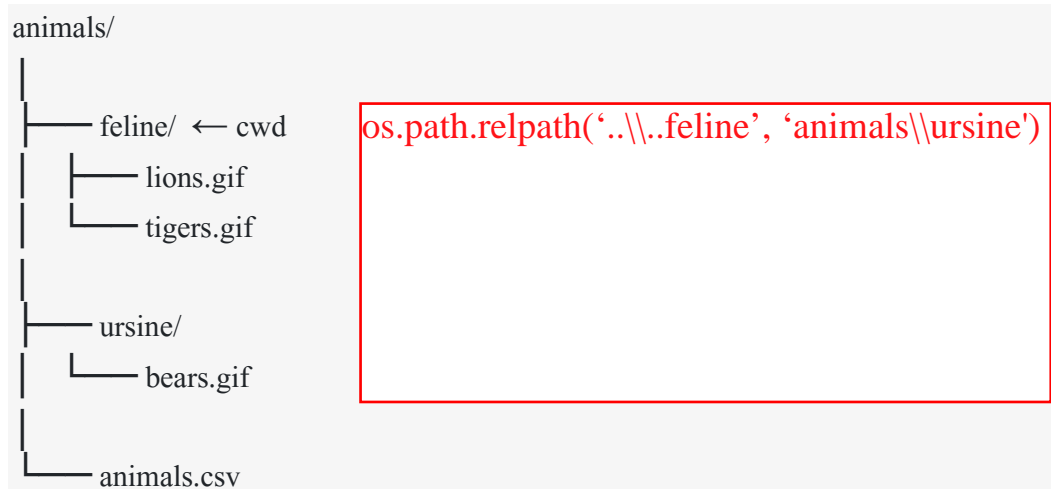 animals/
feline/ ← cwd
os.path.relpath(‘..\\..feline’, ‘animals\\ursine')
lions.gif
tigers.gif
ursine/
bears.gif
animals.csv